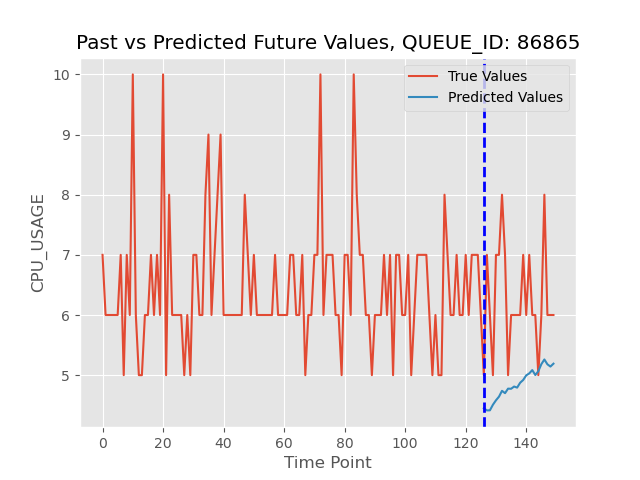 Past vs Predicted Future Values, QUEUE_ID: 86865
True Values
Predicted Values
10
9
8
7
6
5
CPU_USAGE
0 20 40 60 80 100 120 140
Time Point